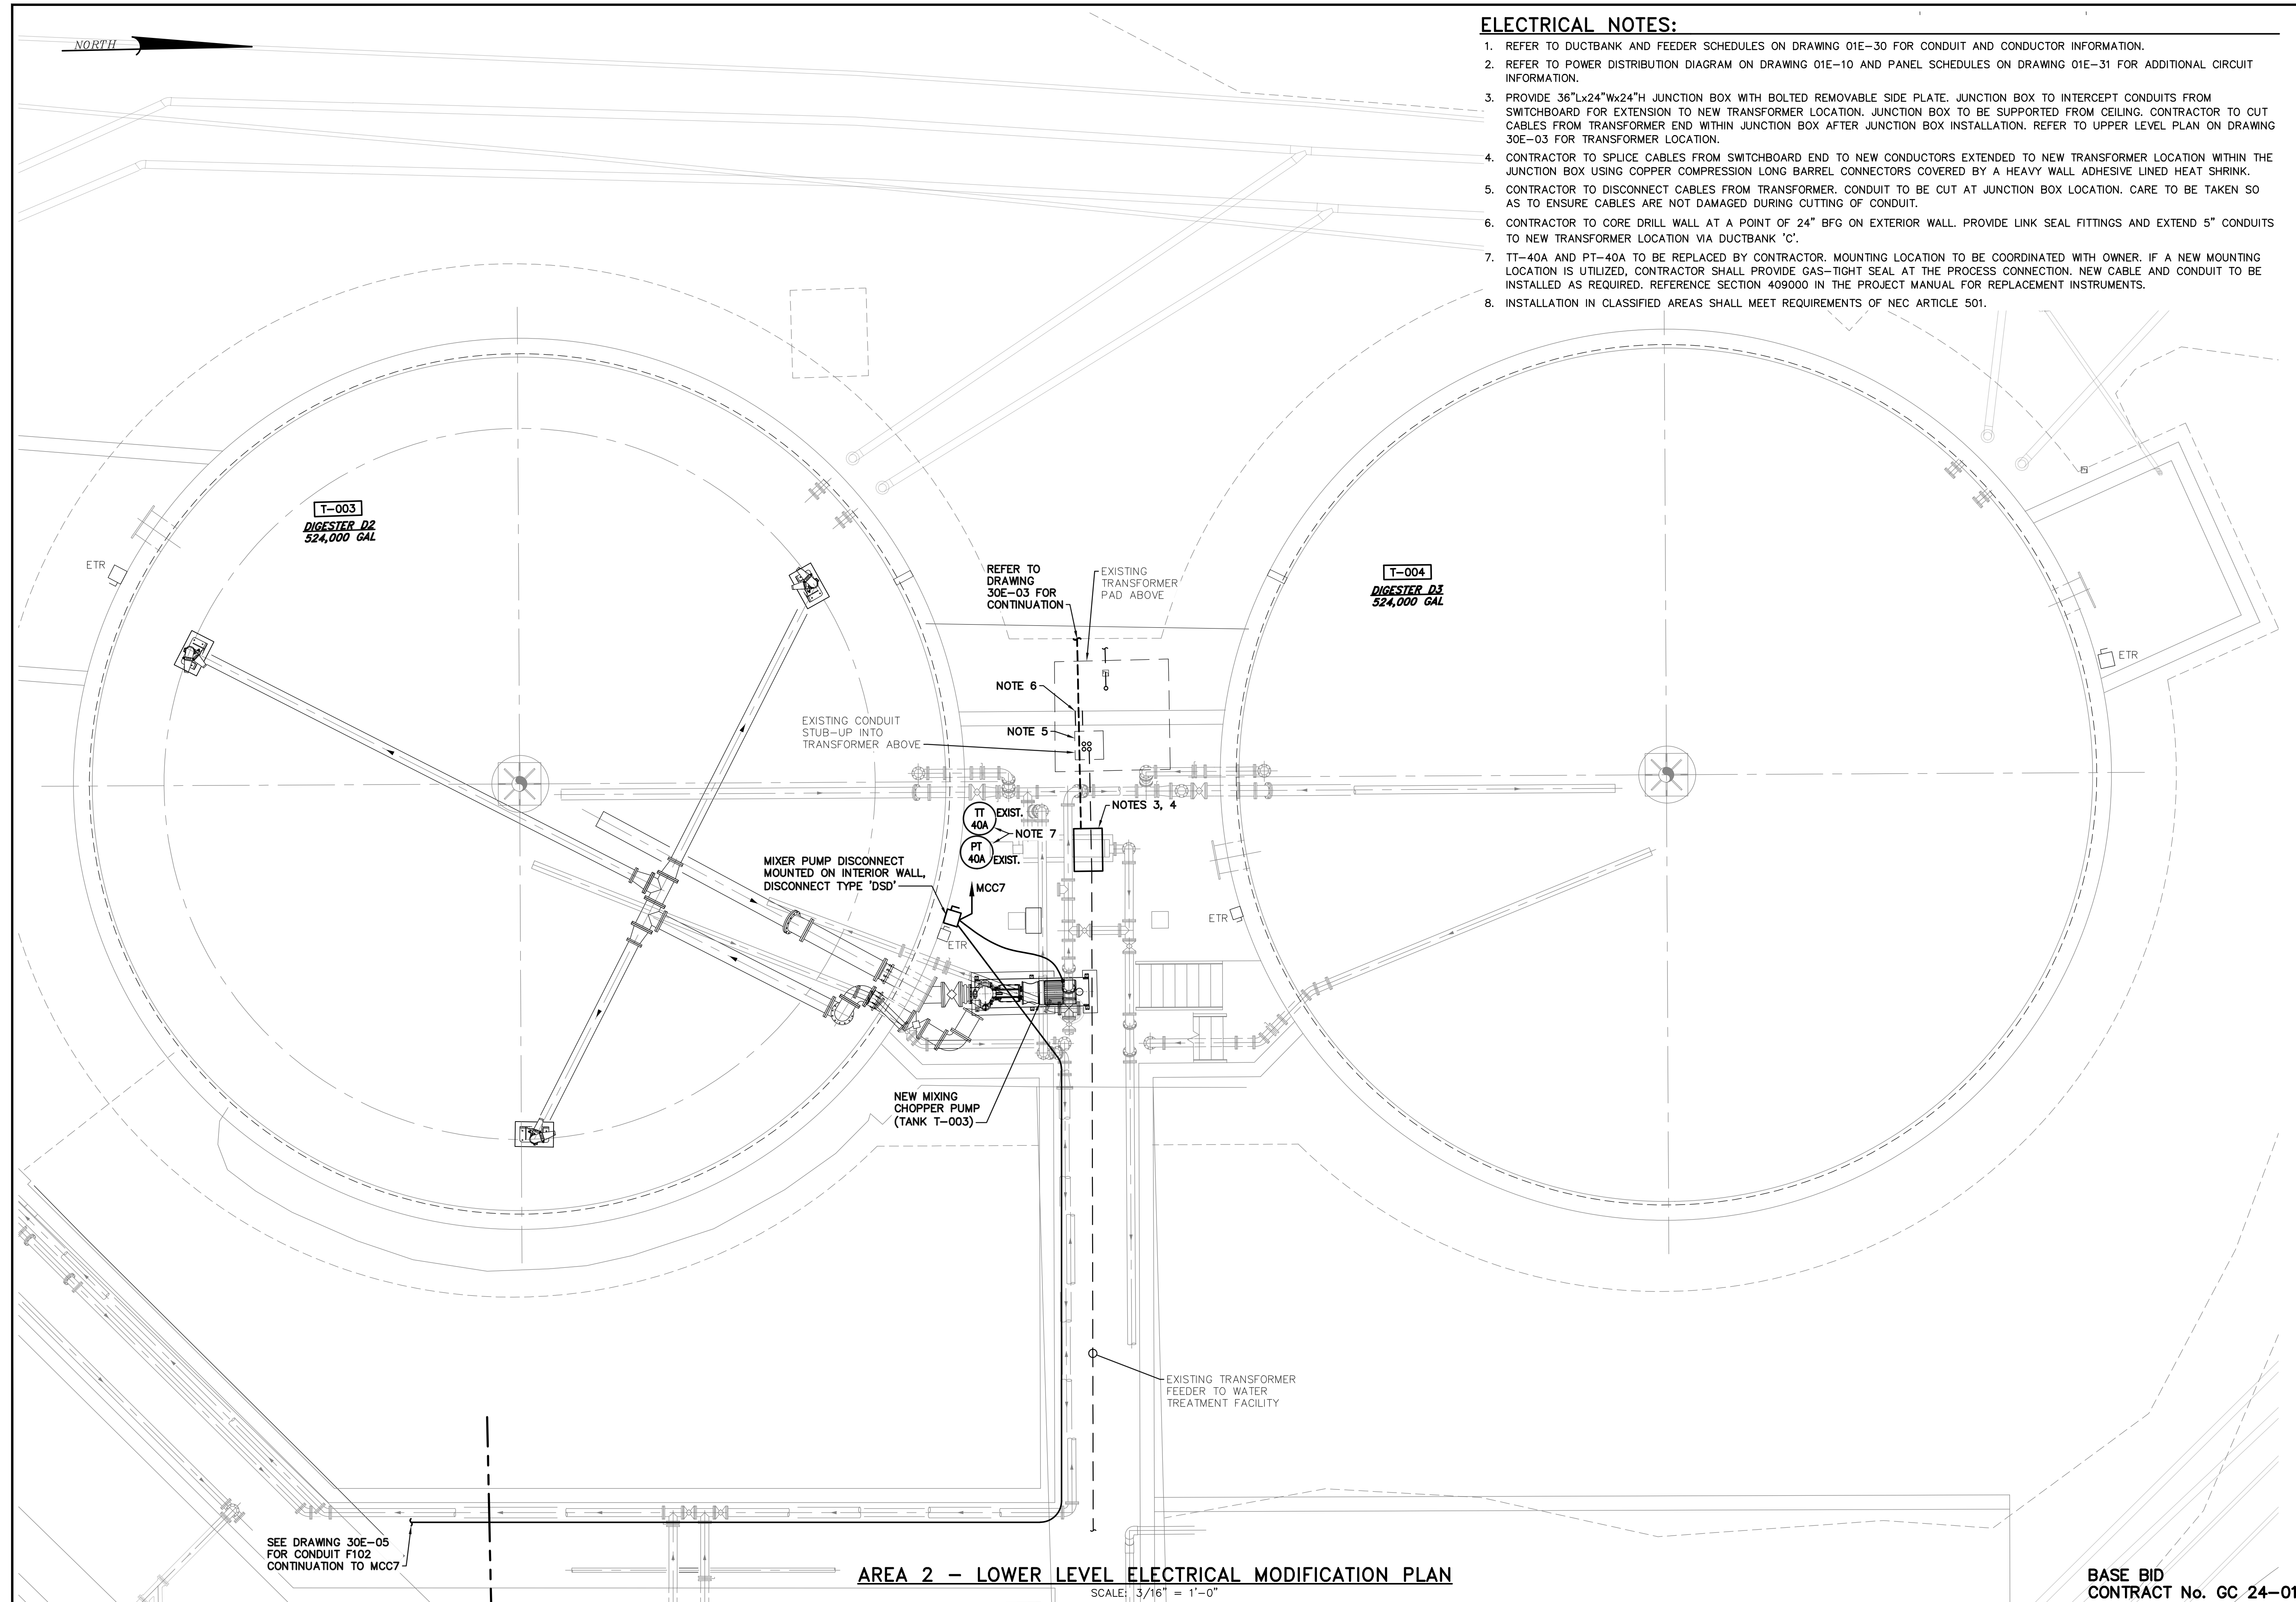 NORTH
ELECTRICAL NOTES:
1. REFER TO DUCTBANK AND FEEDER SCHEDULES ON DRAWING 01E-30 FOR CONDUIT AND CONDUCTOR INFORMATION.
2. REFER TO POWER DISTRIBUTION DIAGRAM ON DRAWING 01E-10 AND PANEL SCHEDULES ON DRAWING 01E-31 FOR ADDITIONAL CIRCUIT
INFORMATION.
3. PROVIDE 36"Lx24"Wx24"H JUNCTION BOX WITH BOLTED REMOVABLE SIDE PLATE. JUNCTION BOX TO INTERCEPT CONDUITS FROM
SWITCHBOARD FOR EXTENSION TO NEW TRANSFORMER LOCATION. JUNCTION BOX TO BE SUPPORTED FROM CEILING. CONTRACTOR TO CUT
CABLES FROM TRANSFORMER END WITHIN JUNCTION BOX AFTER JUNCTION BOX INSTALLATION. REFER TO UPPER LEVEL PLAN ON DRAWING
30E-03 FOR TRANSFORMER LOCATION.
4. CONTRACTOR TO SPLICE CABLES FROM SWITCHBOARD END TO NEW CONDUCTORS EXTENDED TO NEW TRANSFORMER LOCATION WITHIN THE
JUNCTION BOX USING COPPER COMPRESSION LONG BARREL CONNECTORS COVERED BY A HEAVY WALL ADHESIVE LINED HEAT SHRINK.
5. CONTRACTOR TO DISCONNECT CABLES FROM TRANSFORMER. CONDUIT TO BE CUT AT JUNCTION BOX LOCATION. CARE TO BE TAKEN SO
AS TO ENSURE CABLES ARE NOT DAMAGED DURING CUTTING OF CONDUIT.
6. CONTRACTOR TO CORE DRILL WALL AT A POINT OF 24" BFG ON EXTERIOR WALL. PROVIDE LINK SEAL FITTINGS AND EXTEND 5" CONDUITS
TO NEW TRANSFORMER LOCATION VIA DUCTBANK 'C'.
7. TT-40A AND PT-40A TO BE REPLACED BY CONTRACTOR. MOUNTING LOCATION TO BE COORDINATED WITH OWNER. IF A NEW MOUNTING
LOCATION IS UTILIZED, CONTRACTOR SHALL PROVIDE GAS-TIGHT SEAL AT THE PROCESS CONNECTION. NEW CABLE AND CONDUIT TO BE
INSTALLED AS REQUIRED. REFERENCE SECTION 409000 IN THE PROJECT MANUAL FOR REPLACEMENT INSTRUMENTS.
8. INSTALLATION IN CLASSIFIED AREAS SHALL MEET REQUIREMENTS OF NEC ARTICLE 501.
T-003
DIGESTER D2
524,000 GAL
ETR
REFER TO
DRAWING
30E-03 FOR
CONTINUATION
EXISTING
TRANSFORMER
PAD ABOVE
T-004
DIGESTER D3
524,000 GAL
ETR
NOTE 6
EXISTING CONDUIT
STUB-UP INTO
TRANSFORMER ABOVE
NOTE 5
NOTES 3, 4
TT
40A
EXIST.
NOTE 7
PT
40A
EXIST.
MIXER PUMP DISCONNECT
MOUNTED ON INTERIOR WALL,
DISCONNECT TYPE 'DSD'
MCC7
ETR
ETR
NEW MIXING
CHOPPER PUMP
(TANK T-003)
EXISTING TRANSFORMER
FEEDER TO WATER
TREATMENT FACILITY
SEE DRAWING 30E-05
FOR CONDUIT F102
CONTINUATION TO MCC7
AREA 2 - LOWER LEVEL ELECTRICAL MODIFICATION PLAN
SCALE: 3/16" = 1'-0"
BASE BID
CONTRACT No. GC 24-01